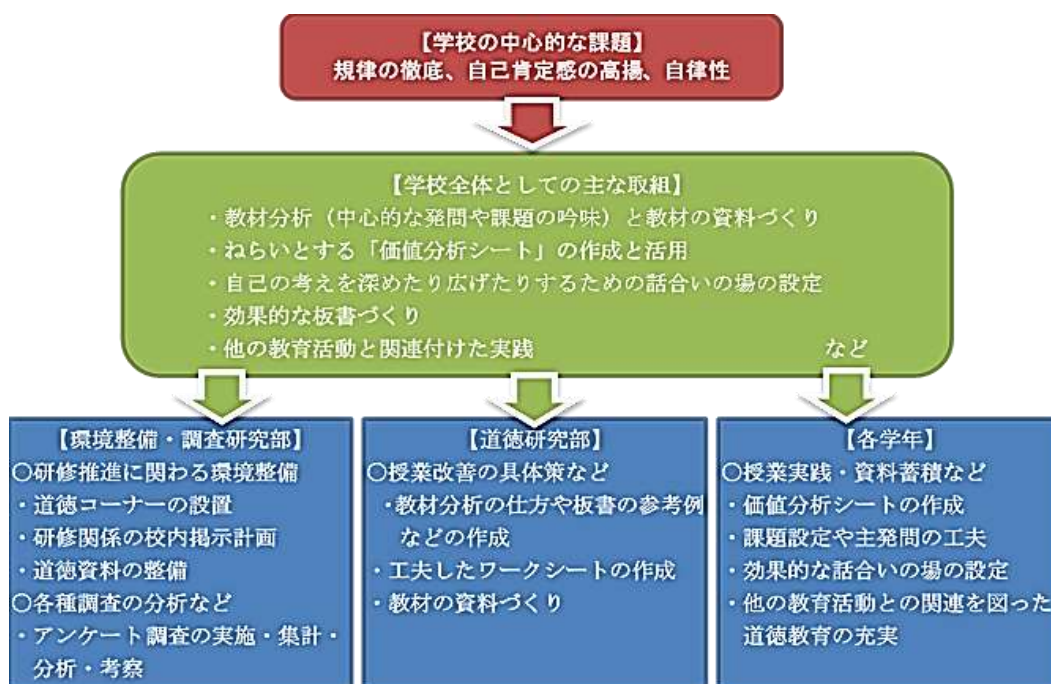 【学校の中心的な課題】
規律の徹底、自己肯定感の高揚、自律性
【学校全体としての主な取組】
・教材分析（中心的な発問や課題の吟味）と教材の資料づくり
・ねらいとする「価値分析シート」の作成と活用
・自己の考えを深めたり広げたりするための話合いの場の設定
・効果的な板書づくり
・他の教育活動と関連付けた実践　など
【環境整備・調査研究部】
〇研修推進に関わる環境整備
・道徳コーナーの設置
・研修関係の校内掲示計画
・道徳資料の整備
〇各種調査の分析など
・アンケート調査の実施・集計・
分析・考察
【道徳研究部】
〇授業改善の具体策など
・教材分析の仕方や板書の参考例
などの作成
・工夫したワークシートの作成
・教材の資料づくり
【各学年】
〇授業実践・資料蓄積など
・価値分析シートの作成
・課題設定や主発問の工夫
・効果的な話合いの場の設定
・他の教育活動との関連を図った
道徳教育の充実